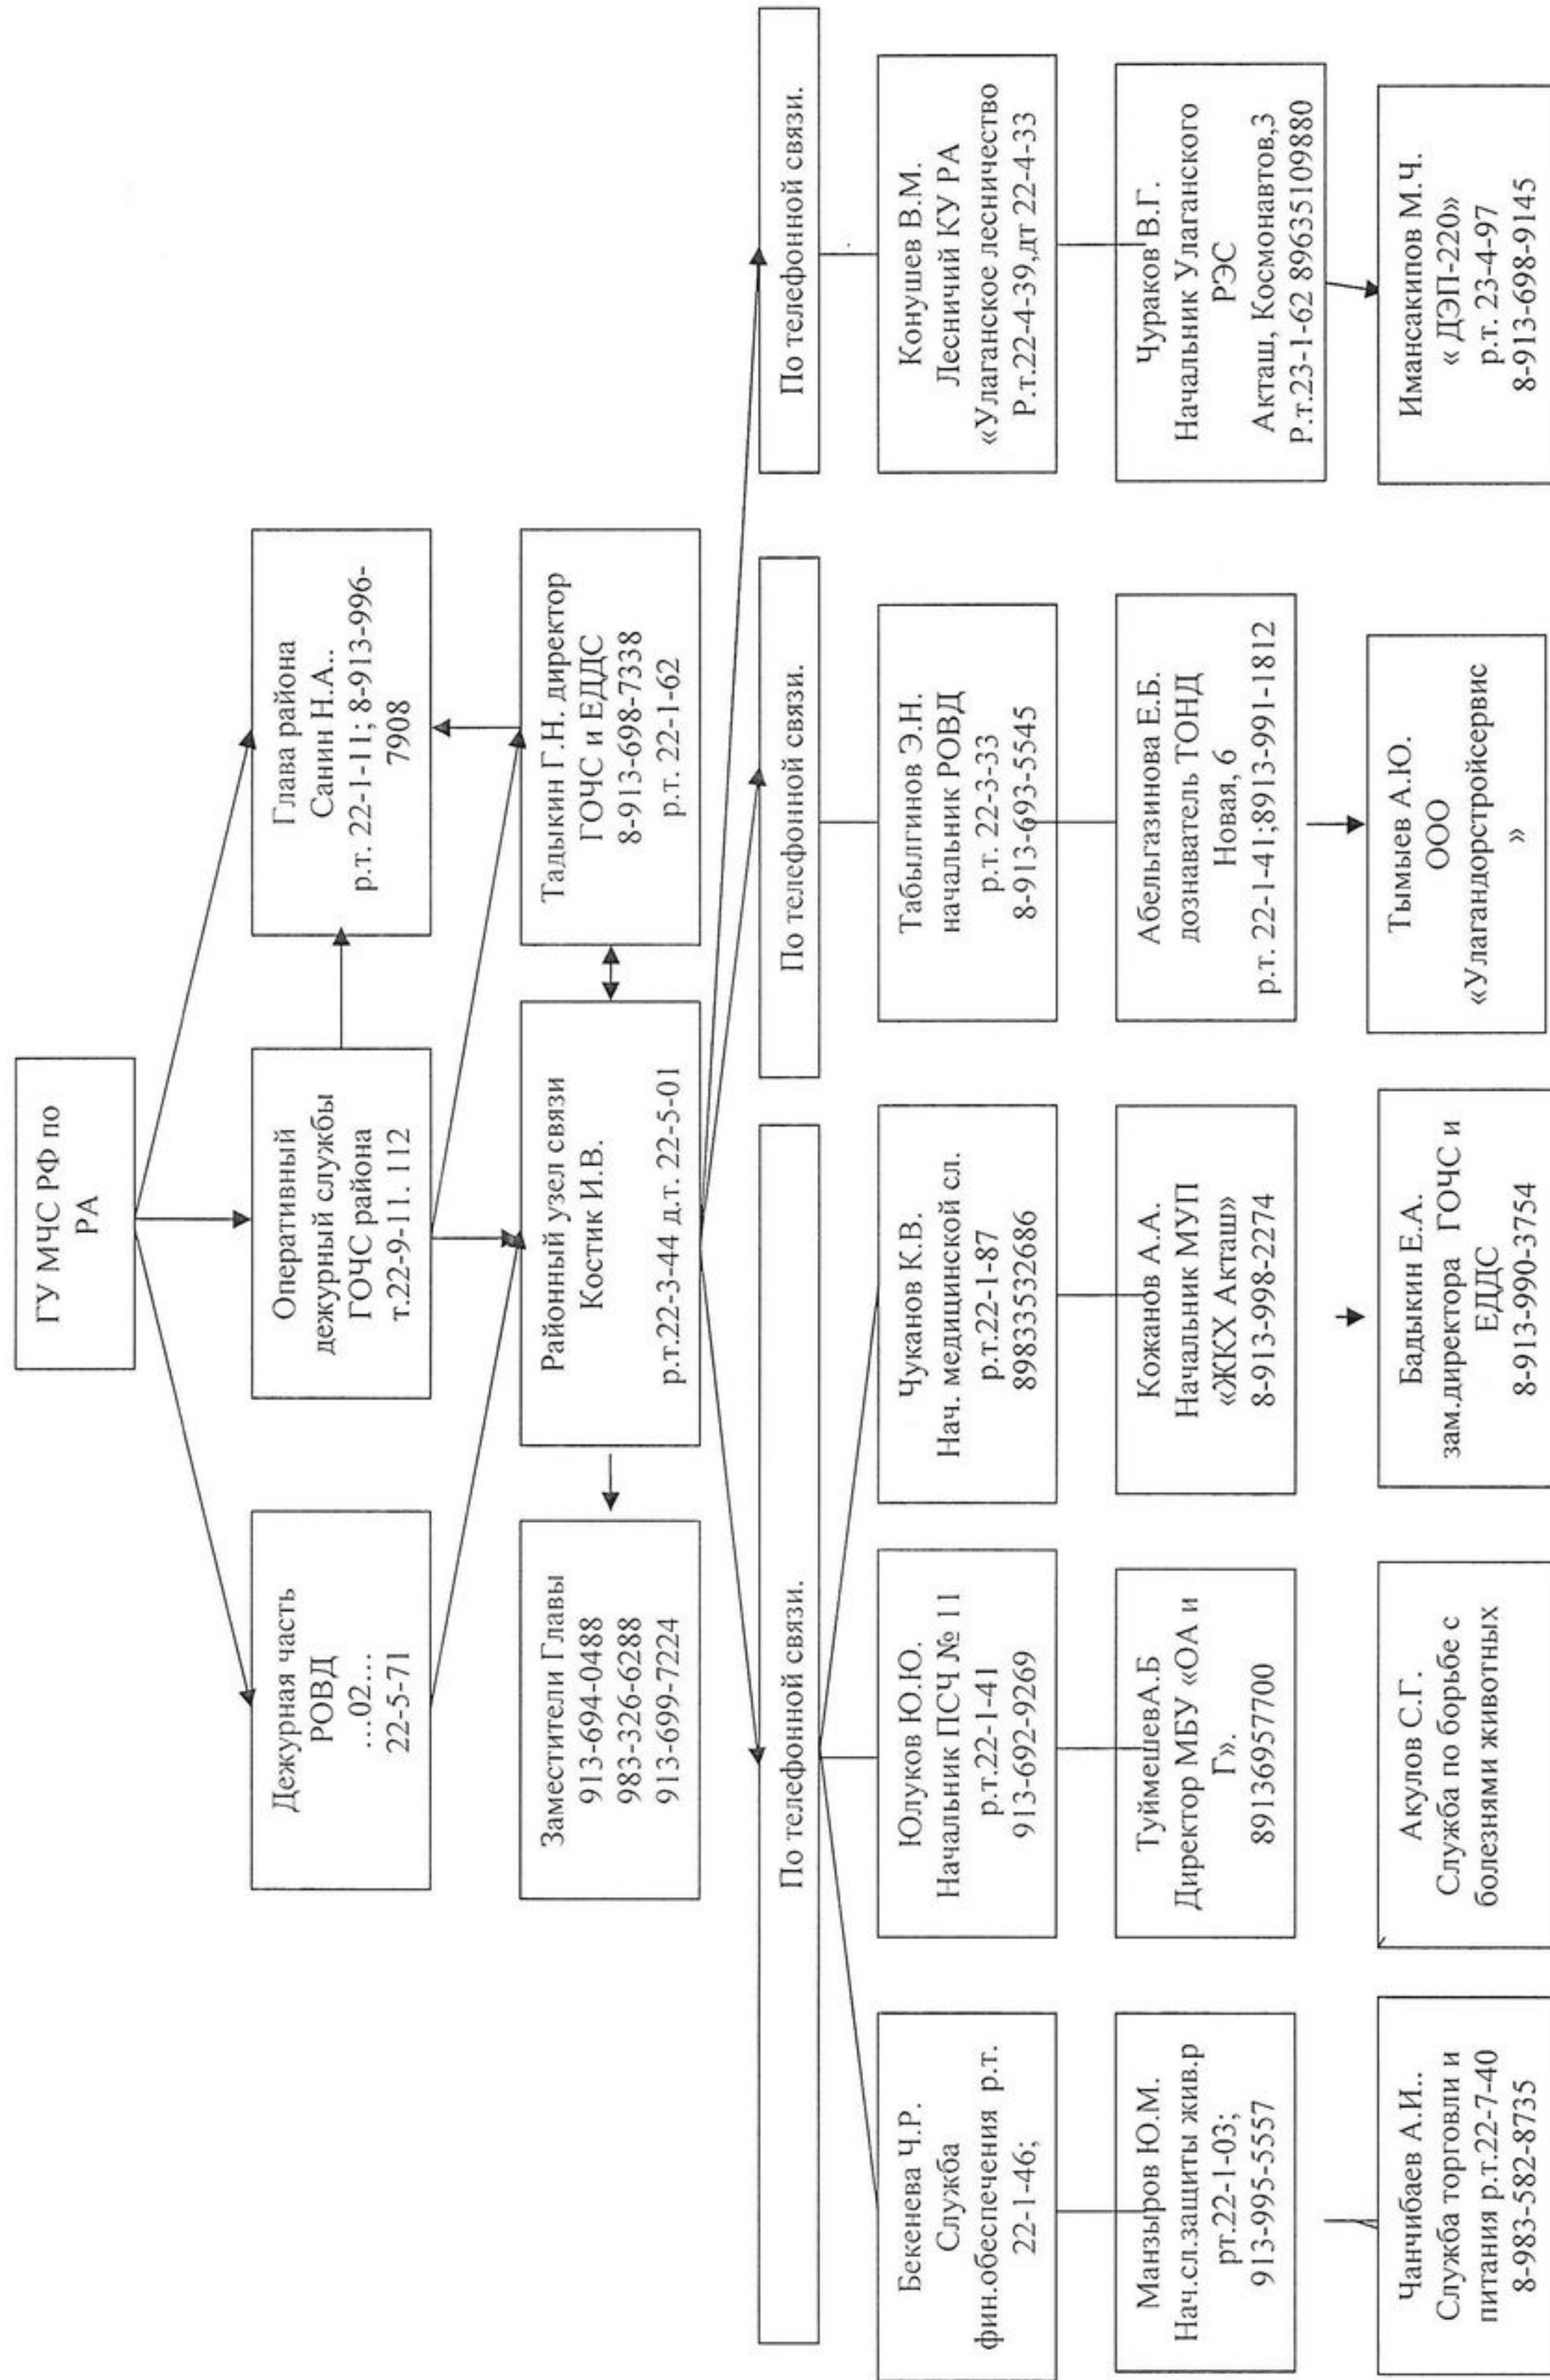 ГУ МЧС РФ по
РА
Дежурная часть
РОВД
…02…
22-5-71
Оперативный
дежурный службы
ГОЧС района
т.22-9-11. 112
Глава района
Санин Н.А..
р.т. 22-1-11; 8-913-996-
7908
Заместители Главы
913-694-0488
983-326-6288
913-699-7224
Районный узел связи
Костик И.В.
р.т.22-3-44 д.т. 22-5-01
Тадыкин Г.Н. директор
ГОЧС и ЕДДС
8-913-698-7338
р.т. 22-1-62
По телефонной связи.
По телефонной связи.
По телефонной связи.
Бекенева Ч.Р.
Служба
фин.обеспечения р.т.
22-1-46;
Юлуков Ю.Ю.
Начальник ПСЧ № 11
р.т.22-1-41
913-692-9269
Чуканов К.В.
Нач. медицинской сл.
р.т.22-1-87
89833532686
Табылгинов Э.Н.
начальник РОВД
р.т. 22-3-33
8-913-693-5545
Конушев В.М.
Лесничий КУ РА
«Улаганское лесничество
Р.т.22-4-39,дт 22-4-33
Манзыров Ю.М.
Нач.сл.защиты жив.р
рт.22-1-03;
913-995-5557
ТуймешевА.Б
Директор МБУ «ОА и
Г».
89136957700
Кожанов А.А.
Начальник МУП
«ЖКХ Акташ»
8-913-998-2274
Абельгазинова Е.Б.
дознаватель ТОНД
Новая, 6
р.т. 22-1-41;8913-991-1812
Чураков В.Г.
Начальник Улаганского
РЭС
Акташ, Космонавтов,3
Р.т.23-1-62 89635109880
Чанчибаев А.И..
Служба торговли и
питания р.т.22-7-40
8-983-582-8735
Акулов С.Г.
Служба по борьбе с
болезнями животных
Бадыкин Е.А.
зам.директора ГОЧС и
ЕДДС
8-913-990-3754
Тымыев А.Ю.
ООО
«Улагандорстройсервис
»
Имансакипов М.Ч.
« ДЭП-220»
р.т. 23-4-97
8-913-698-9145